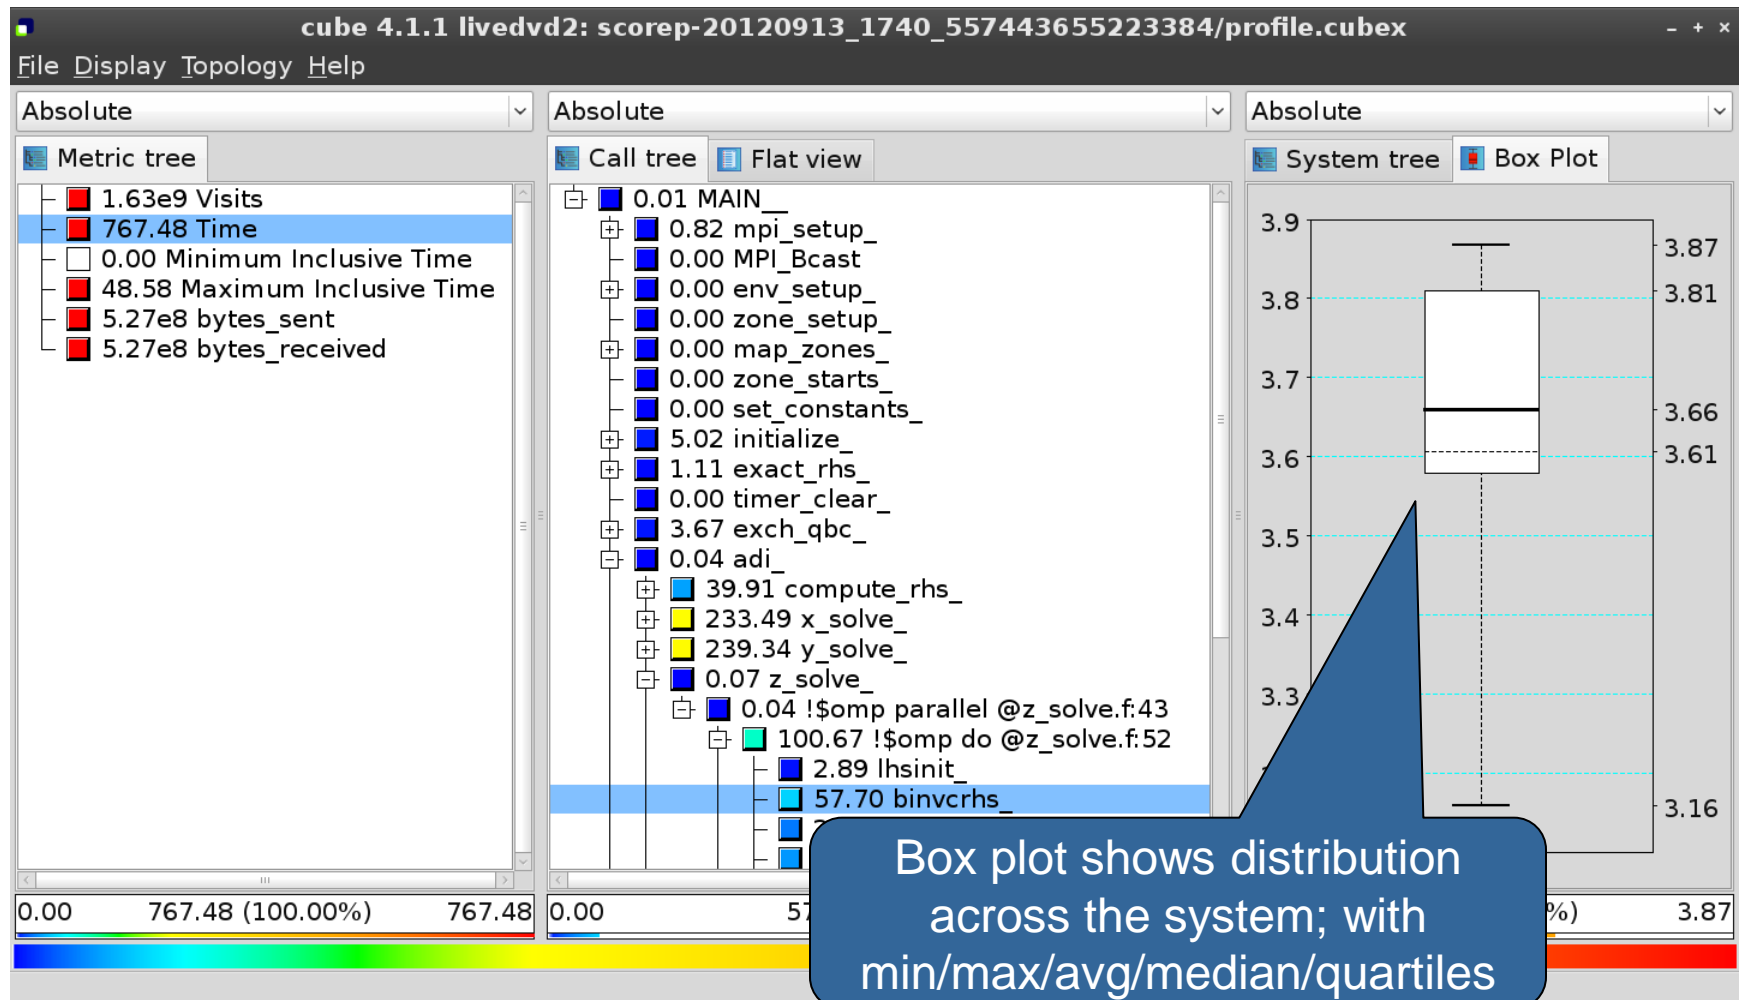 cube 4.1.1 livedvd2: scorep-20120913_1740_557443655223384/profile.cubex
File Display Topology Help
Absolute
Metric tree
1.63e9 Visits
767.48 Time
0.00 Minimum Inclusive Time
48.58 Maximum Inclusive Time
5.27e8 bytes_sent
5.27e8 bytes_received
0.00 767.48 (100.00%) 767.48
Absolute
Call tree Flat view
0.01 MAIN__
0.82 mpi_setup_
0.00 MPI_Bcast
0.00 env_setup_
0.00 zone_setup_
0.00 map_zones_
0.00 zone_starts_
0.00 set_constants_
5.02 initialize_
1.11 exact_rhs_
0.00 timer_clear_
3.67 exch_qbc_
0.04 adi_
39.91 compute_rhs_
233.49 x_solve_
239.34 y_solve_
0.07 z_solve_
0.04 !$omp parallel @z_solve.f:43
100.67 !$omp do @z_solve.f:52
2.89 lhsinit_
57.70 binvcrhs_
0.00 57
Absolute
System tree Box Plot
3.9
3.87
3.81
3.8
3.7
3.66
3.61
3.6
3.5
3.4
3.3
3.16
%) 3.87
Box plot shows distribution
across the system; with
min/max/avg/median/quartiles